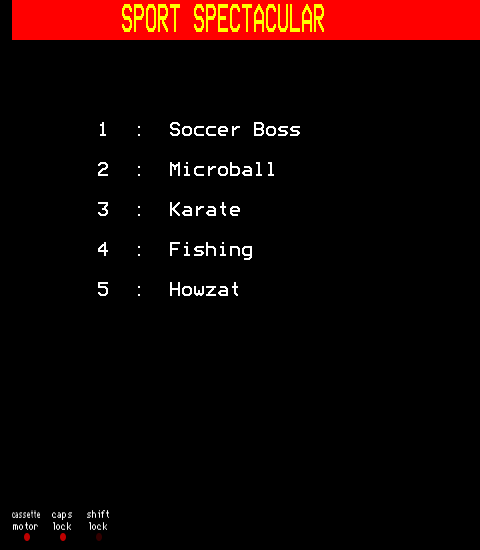 SPORT SPECTACULAR
1 : Soccer Boss
2 : Microball
3 : Karate
4 : Fishing
5 : Howzat
cassette caps shift
motor lock lock